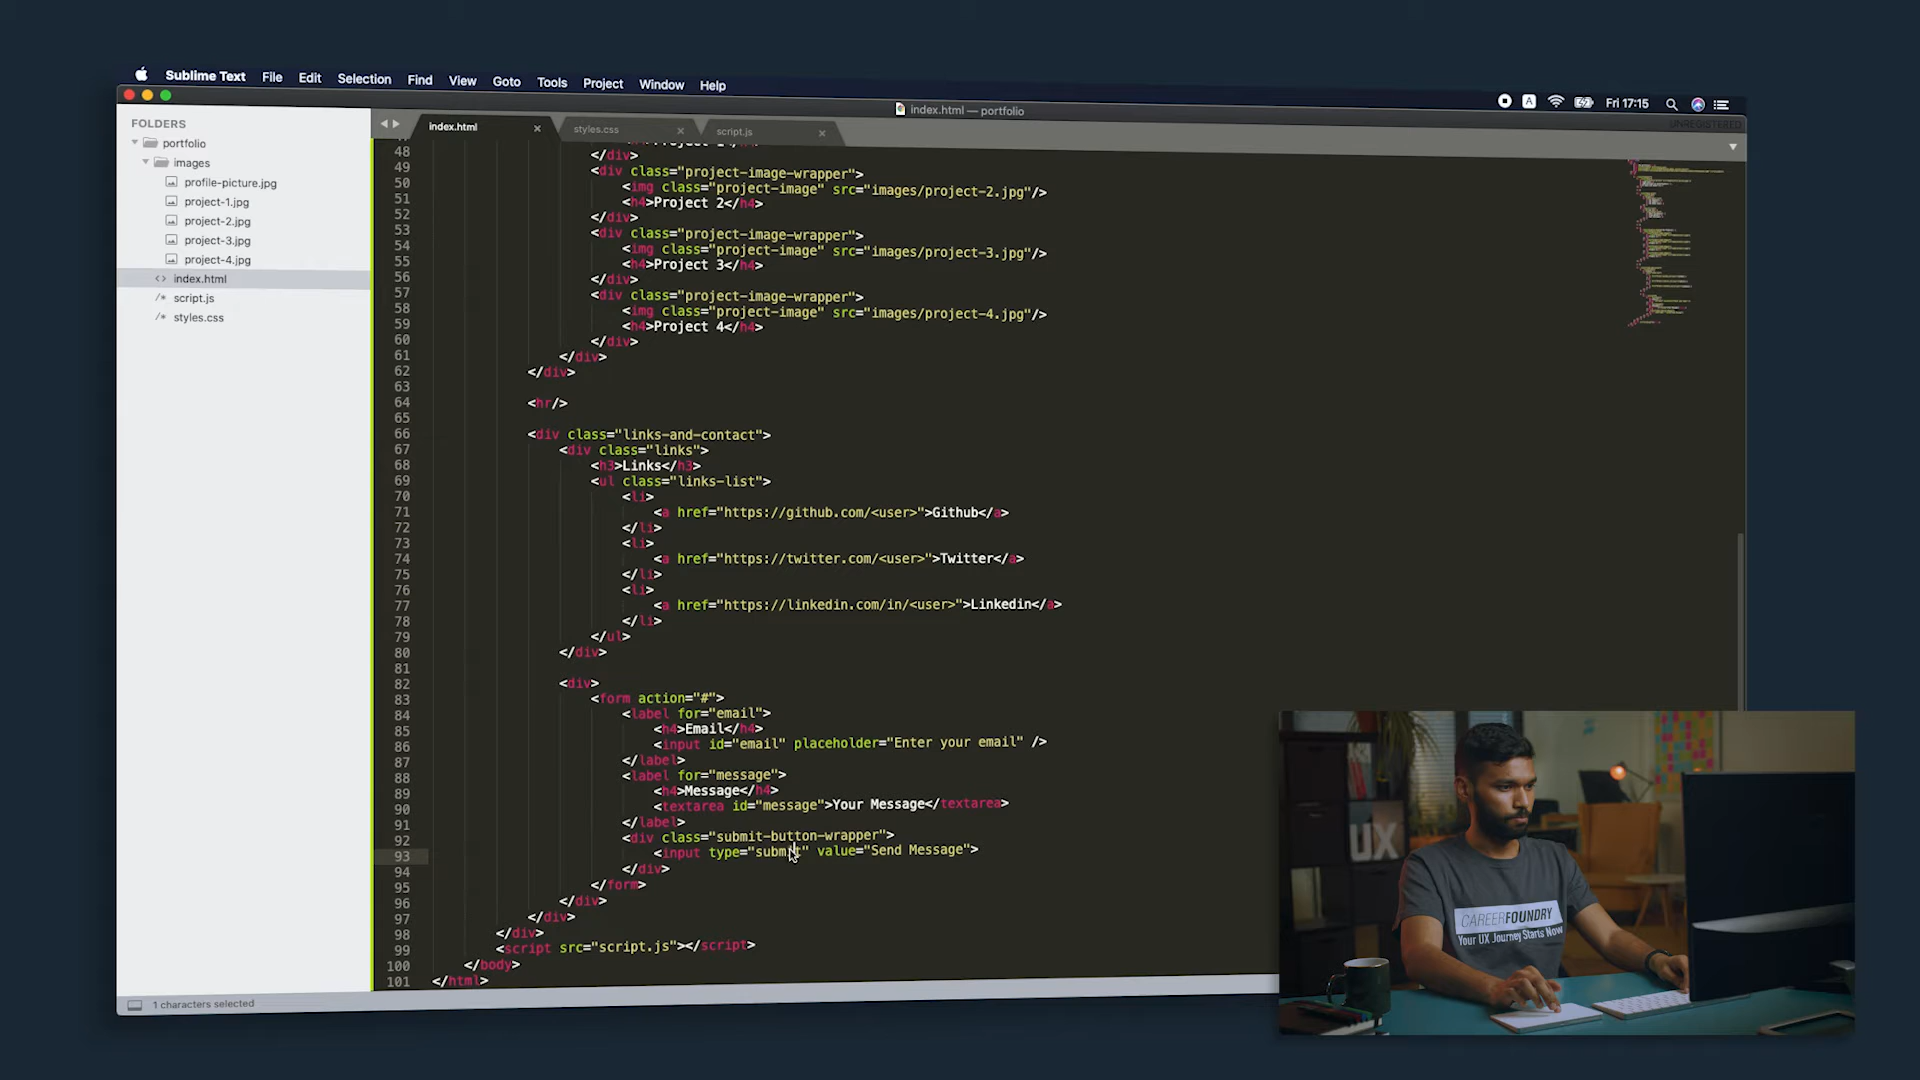 Sublime Text File Edit Selection Find View Goto Tools Project Window Help
A Fri 17:15
index.html — portfolio
UNREGISTERED
FOLDERS
portfolio
images
profile-picture.jpg
project-1.jpg
project-2.jpg
project-3.jpg
project-4.jpg
<> index.html
/* script.js
/* styles.css
index.html × styles.css × script.js ×
48 </div>
49 <div class="project-image-wrapper">
50 <img class="project-image" src="images/project-2.jpg"/>
51 <h4>Project 2</h4>
52 </div>
53 <div class="project-image-wrapper">
54 <img class="project-image" src="images/project-3.jpg"/>
55 <h4>Project 3</h4>
56 </div>
57 <div class="project-image-wrapper">
58 <img class="project-image" src="images/project-4.jpg"/>
59 <h4>Project 4</h4>
60 </div>
61 </div>
62 </div>
63
64 <hr/>
65
66 <div class="links-and-contact">
67 <div class="links">
68 <h3>Links</h3>
69 <ul class="links-list">
70 <li>
71 <a href="https://github.com/<user>">Github</a>
72 </li>
73 <li>
74 <a href="https://twitter.com/<user>">Twitter</a>
75 </li>
76 <li>
77 <a href="https://linkedin.com/in/<user>">Linkedin</a>
78 </li>
79 </ul>
80 </div>
81
82 <div>
83 <form action="#">
84 <label for="email">
85 <h4>Email</h4>
86 <input id="email" placeholder="Enter your email" />
87 </label>
88 <label for="message">
89 <h4>Message</h4>
90 <textarea id="message">Your Message</textarea>
91 </label>
92 <div class="submit-button-wrapper">
93 <input type="submit" value="Send Message">
94 </div>
95 </form>
96 </div>
97 </div>
98 </div>
99 <script src="script.js"></script>
100 </body>
101 </html>
1 characters selected
UX
CAREERFOUNDRY
Your UX Journey Starts Now